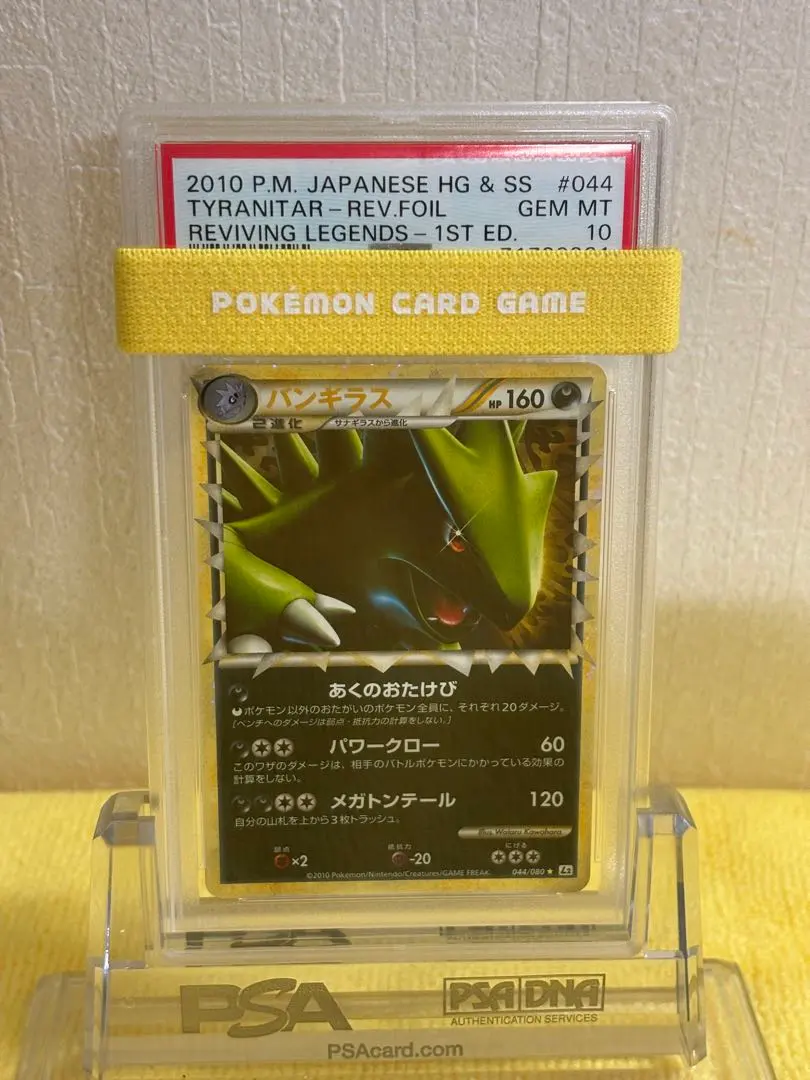 2010 P.M. JAPANESE HG & SS #044
TYRANITAR - REV.FOIL GEM MT
REVIVING LEGENDS - 1ST ED. 10
POKÉMON CARD GAME
バンギラス HP 160
2進化 サナギラスから進化
あくのおたけび
ポケモン以外のおたがいのポケモン全員に、それぞれ20ダメージ。
[ベンチへのダメージは弱点・抵抗力の計算をしない。]
パワークロー 60
このワザのダメージは、相手のバトルポケモンにかかっている効果の
計算をしない。
メガトンテール 120
自分の山札を上から3枚トラッシュ。
illus. Wataru Kawahara
弱点 ×2 抵抗力 -20 にげる
©2010 Pokémon/Nintendo/Creatures/GAME FREAK. 044/080 ★ L2
PSA PSA DNA
AUTHENTICATION SERVICES
PSAcard.com